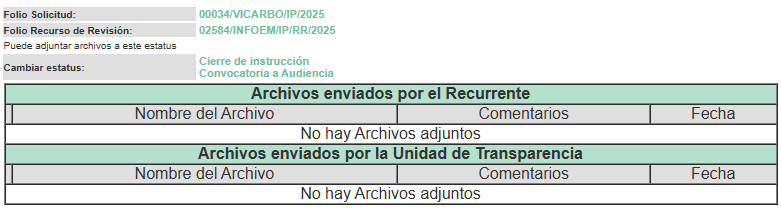 Folio Solicitud: 00034/VICARBO/IP/2025
Folio Recurso de Revisión: 02584/INFOEM/IP/RR/2025
Puede adjuntar archivos a este estatus
Cambiar estatus: Cierre de instrucción
Convocatoria a Audiencia
Archivos enviados por el Recurrente
Nombre del Archivo Comentarios Fecha
No hay Archivos adjuntos
Archivos enviados por la Unidad de Transparencia
Nombre del Archivo Comentarios Fecha
No hay Archivos adjuntos